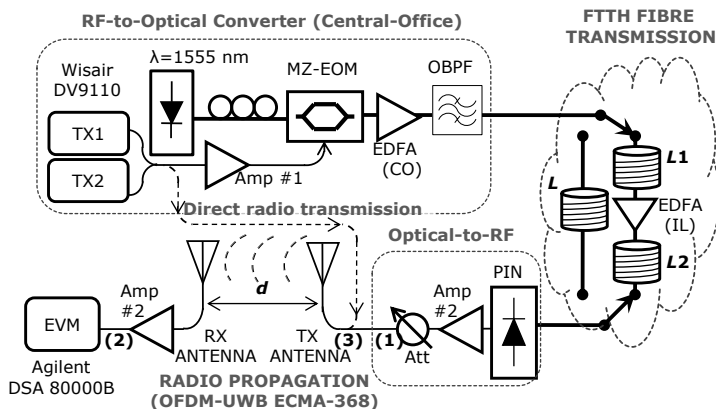 RF-to-Optical Converter (Central-Office)
FTTH FIBRE
TRANSMISSION
Wisair
DV9110
λ=1555 nm
MZ-EOM
OBPF
TX1
TX2
Amp #1
EDFA
(CO)
L
L1
EDFA
(IL)
L2
Direct radio transmission
Optical-to-RF
d
PIN
Amp
#2
Amp
#2
EVM
(2)
RX
ANTENNA
TX
ANTENNA
(3)
(1)
Att
Agilent
DSA 80000B
RADIO PROPAGATION
(OFDM-UWB ECMA-368)